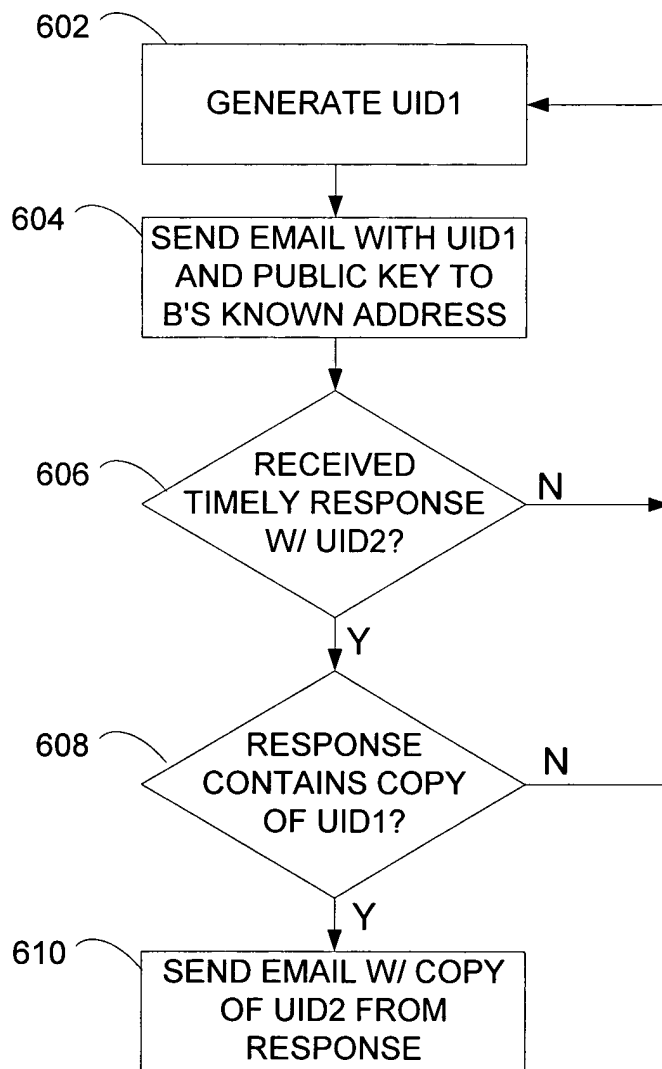 602
GENERATE UID1
604
SEND EMAIL WITH UID1
AND PUBLIC KEY TO
B'S KNOWN ADDRESS
606
RECEIVED
TIMELY RESPONSE
W/ UID2?
N
Y
608
RESPONSE
CONTAINS COPY
OF UID1?
N
Y
610
SEND EMAIL W/ COPY
OF UID2 FROM
RESPONSE